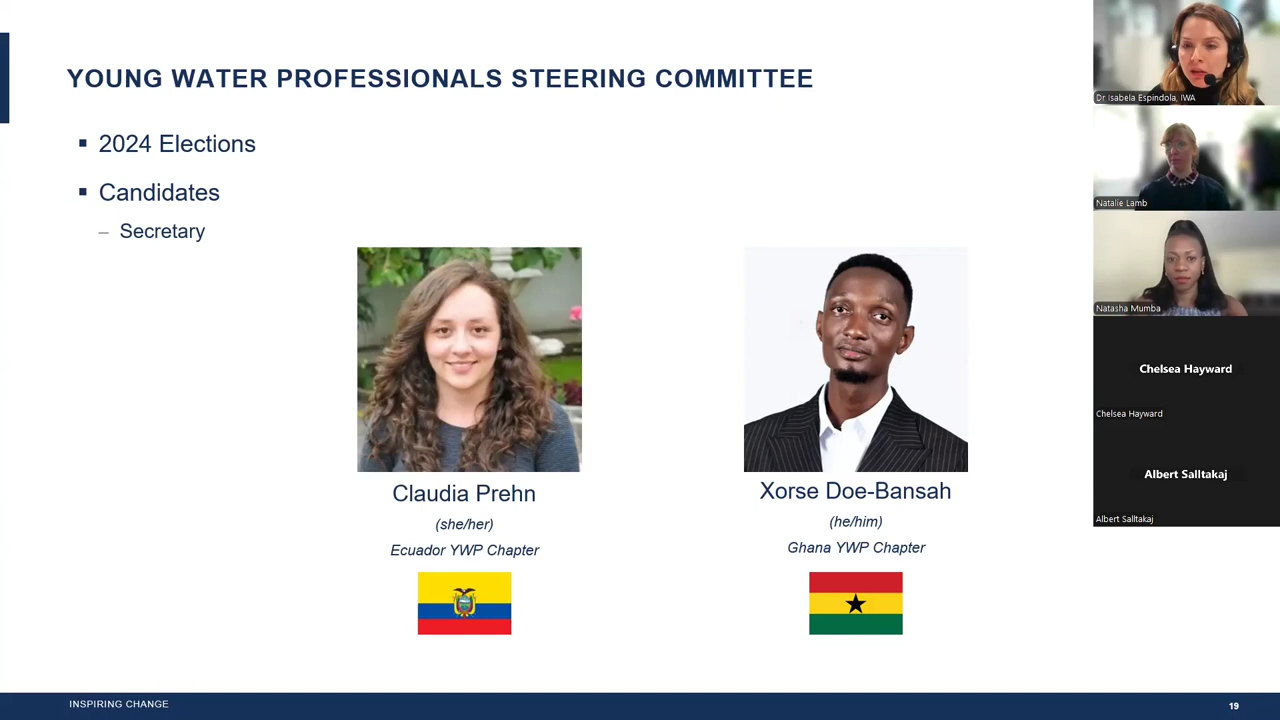 YOUNG WATER PROFESSIONALS STEERING COMMITTEE
2024 Elections
Candidates
Secretary
Claudia Prehn
(she/her)
Ecuador YWP Chapter
Xorse Doe-Bansah
(he/him)
Ghana YWP Chapter
INSPIRING CHANGE
19
Dr Isabela Espindola, IWA
Natalie Lamb
Natasha Mumba
Chelsea Hayward
Chelsea Hayward
Albert Salltakaj
Albert Salltakaj